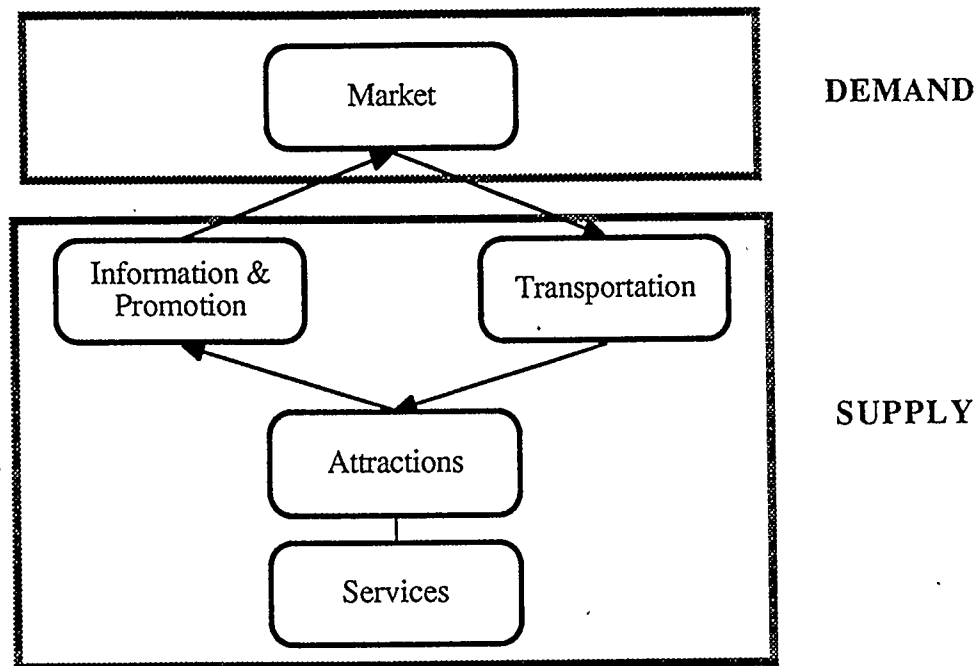 Market
DEMAND
Information &
Promotion
Transportation
SUPPLY
Attractions
Services